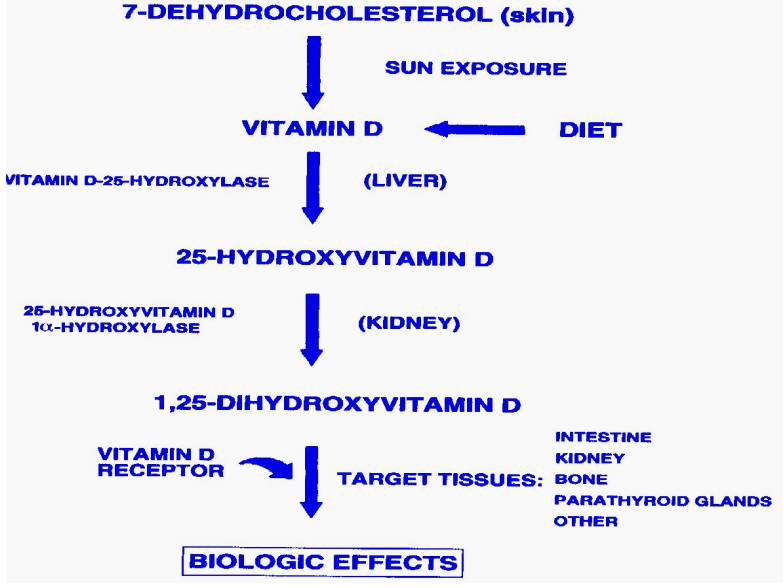 7-DEHYDROCHOLESTEROL (skin)
SUN EXPOSURE
VITAMIN D
DIET
VITAMIN D-25-HYDROXYLASE
(LIVER)
25-HYDROXYVITAMIN D
25-HYDROXYVITAMIN D
1α-HYDROXYLASE
(KIDNEY)
1,25-DIHYDROXYVITAMIN D
VITAMIN D
RECEPTOR
TARGET TISSUES:
INTESTINE
KIDNEY
BONE
PARATHYROID GLANDS
OTHER
BIOLOGIC EFFECTS